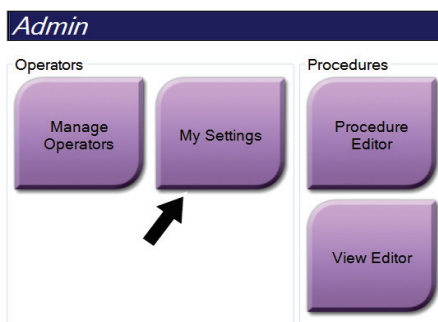 Admin
Operators
Manage
Operators
My Settings
Procedures
Procedure
Editor
View Editor